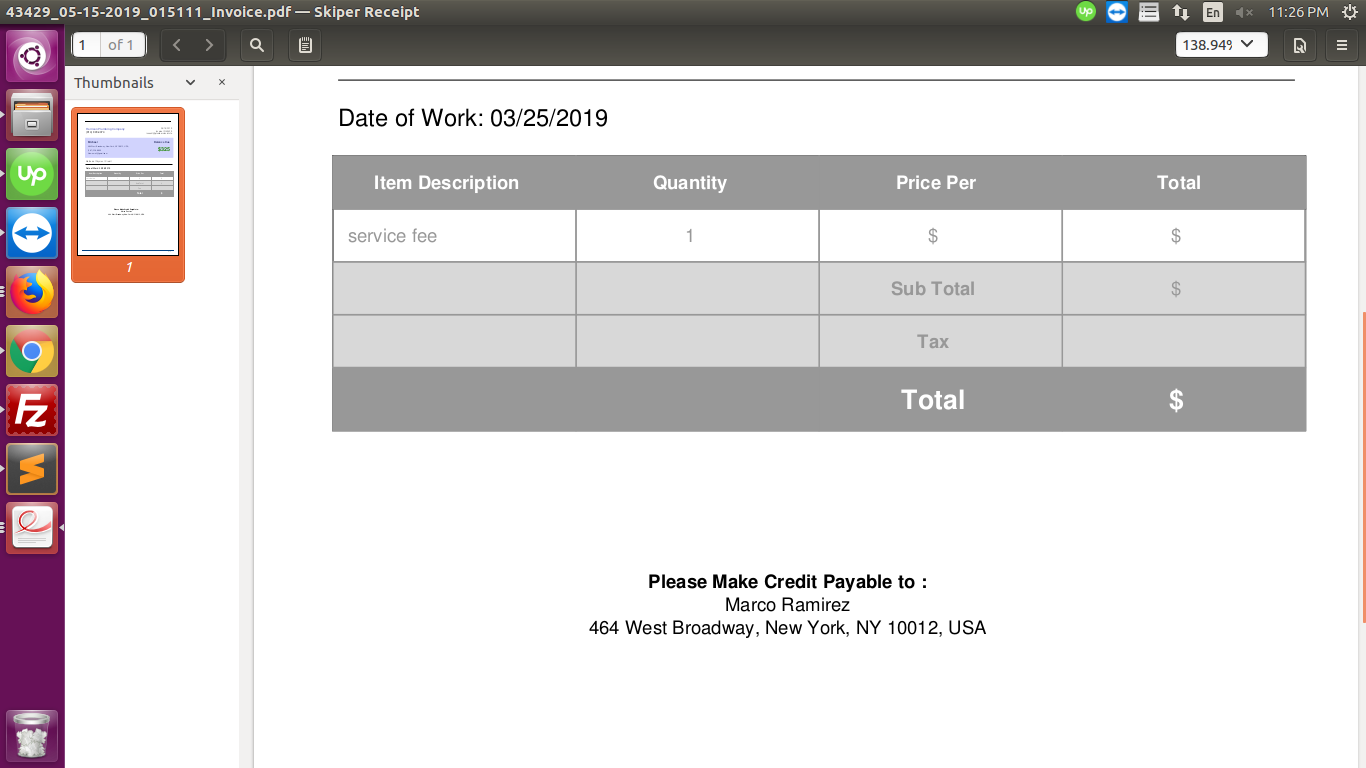 43429_05-15-2019_015111_Invoice.pdf — Skiper Receipt
En
11:26 PM
1 of 1
138.94%
Thumbnails
1
Date of Work: 03/25/2019
Item Description Quantity Price Per Total
service fee 1 $ $
Sub Total $
Tax
Total $
Please Make Credit Payable to :
Marco Ramirez
464 West Broadway, New York, NY 10012, USA